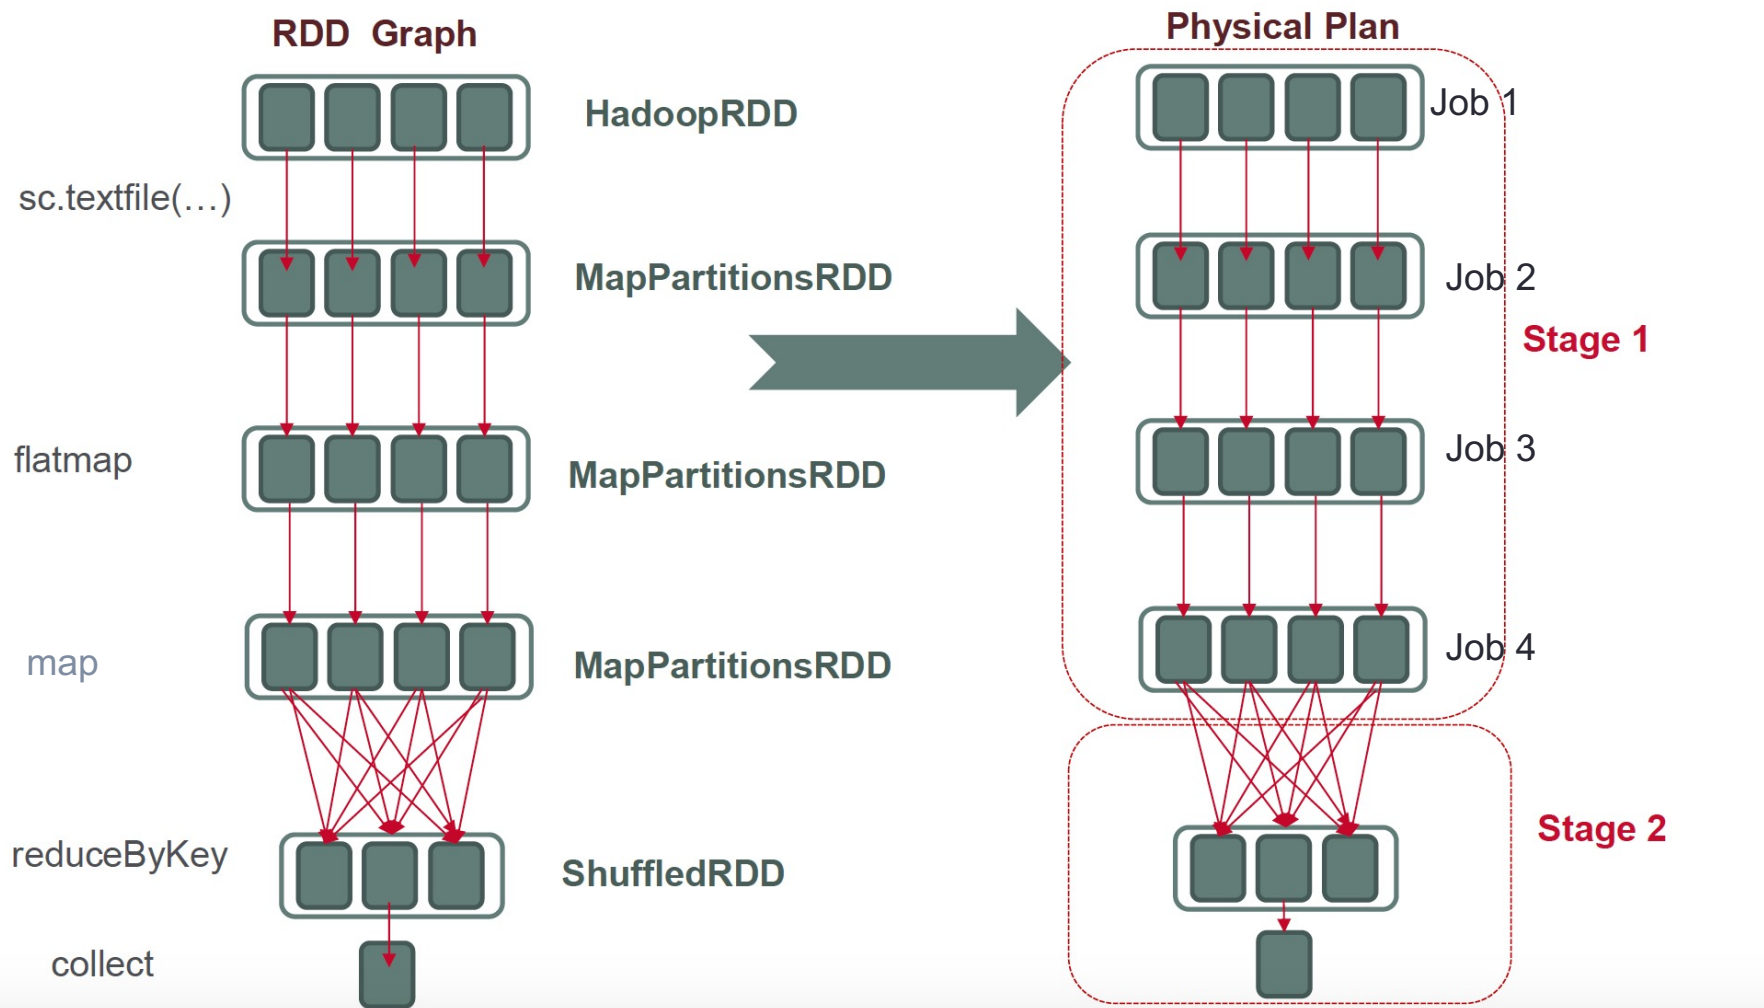 RDD Graph
HadoopRDD
sc.textfile(…)
MapPartitionsRDD
flatmap
MapPartitionsRDD
map
MapPartitionsRDD
reduceByKey
ShuffledRDD
collect
Physical Plan
Job 1
Job 2
Stage 1
Job 3
Job 4
Stage 2